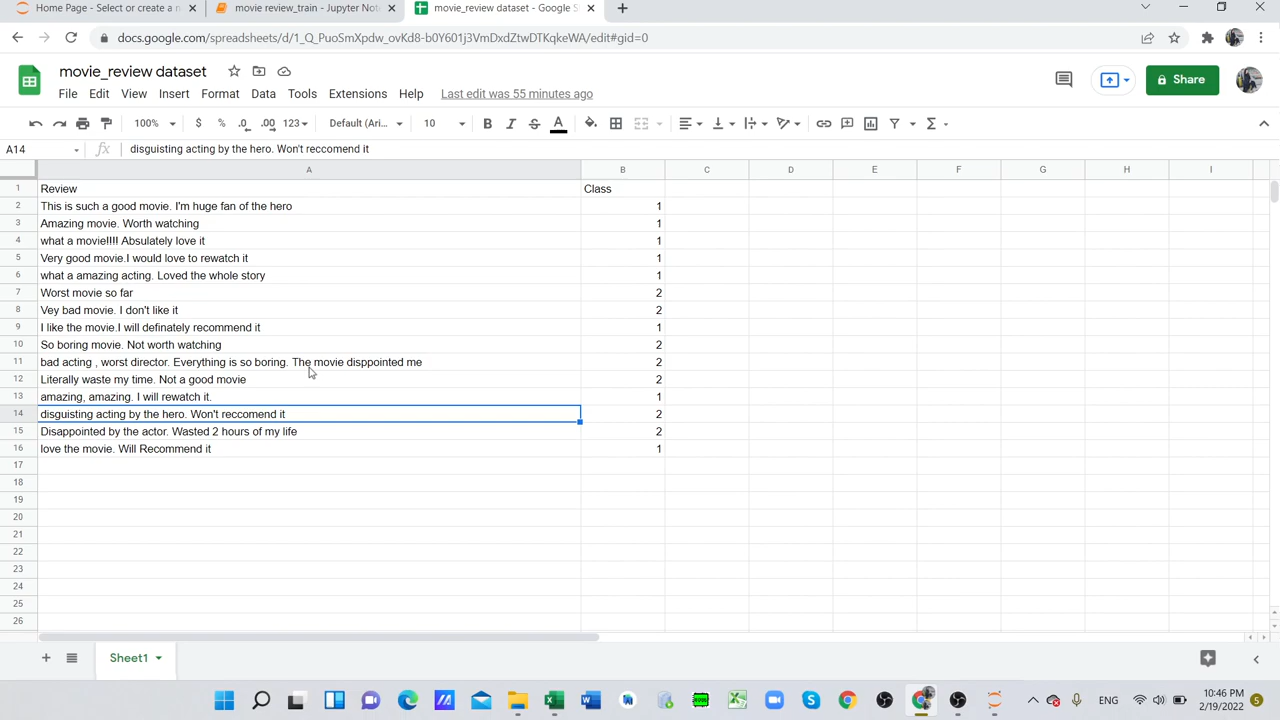 Home Page - Select or create a n
movie review_train - Jupyter Not
movie_review dataset - Google S
docs.google.com/spreadsheets/d/1_Q_PuoSmXpdw_ovKd8-b0Y601j3VmDxdZtwDTKqkeWA/edit#gid=0
movie_review dataset
Share
File Edit View Insert Format Data Tools Extensions Help Last edit was 55 minutes ago
100% $ % .0 .00 123 Default (Ari... 10 B I S A
A14 fx disguisting acting by the hero. Won't reccomend it
A B C D E F G H I
1 Review Class
2 This is such a good movie. I'm huge fan of the hero 1
3 Amazing movie. Worth watching 1
4 what a movie!!!! Absulately love it 1
5 Very good movie.I would love to rewatch it 1
6 what a amazing acting. Loved the whole story 1
7 Worst movie so far 2
8 Vey bad movie. I don't like it 2
9 I like the movie.I will definately recommend it 1
10 So boring movie. Not worth watching 2
11 bad acting , worst director. Everything is so boring. The movie disppointed me 2
12 Literally waste my time. Not a good movie 2
13 amazing, amazing. I will rewatch it. 1
14 disguisting acting by the hero. Won't reccomend it 2
15 Disappointed by the actor. Wasted 2 hours of my life 2
16 love the movie. Will Recommend it 1
17
18
19
20
21
22
23
24
25
26
Sheet1
ENG 10:46 PM
2/19/2022 5